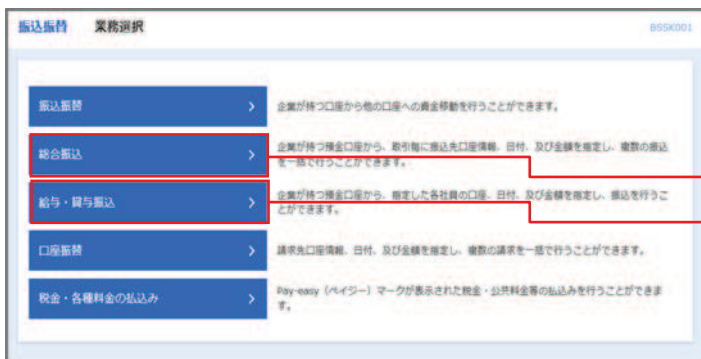 振込振替 業務選択
BSSK001
振込振替
企業が持つ口座から他の口座への資金移動を行うことができます。
総合振込
企業が持つ預金口座から、取引毎に振込先口座情報、日付、及び金額を指定し、複数の振込
を一括で行うことができます。
給与・賞与振込
企業が持つ預金口座から、指定した各社員の口座、日付、及び金額を指定し、振込を行うこ
とができます。
口座振替
請求先口座情報、日付、及び金額を指定し、複数の請求を一括で行うことができます。
税金・各種料金の払込み
Pay-easy（ペイジー）マークが表示された税金・公共料金等の払込みを行うことができま
す。